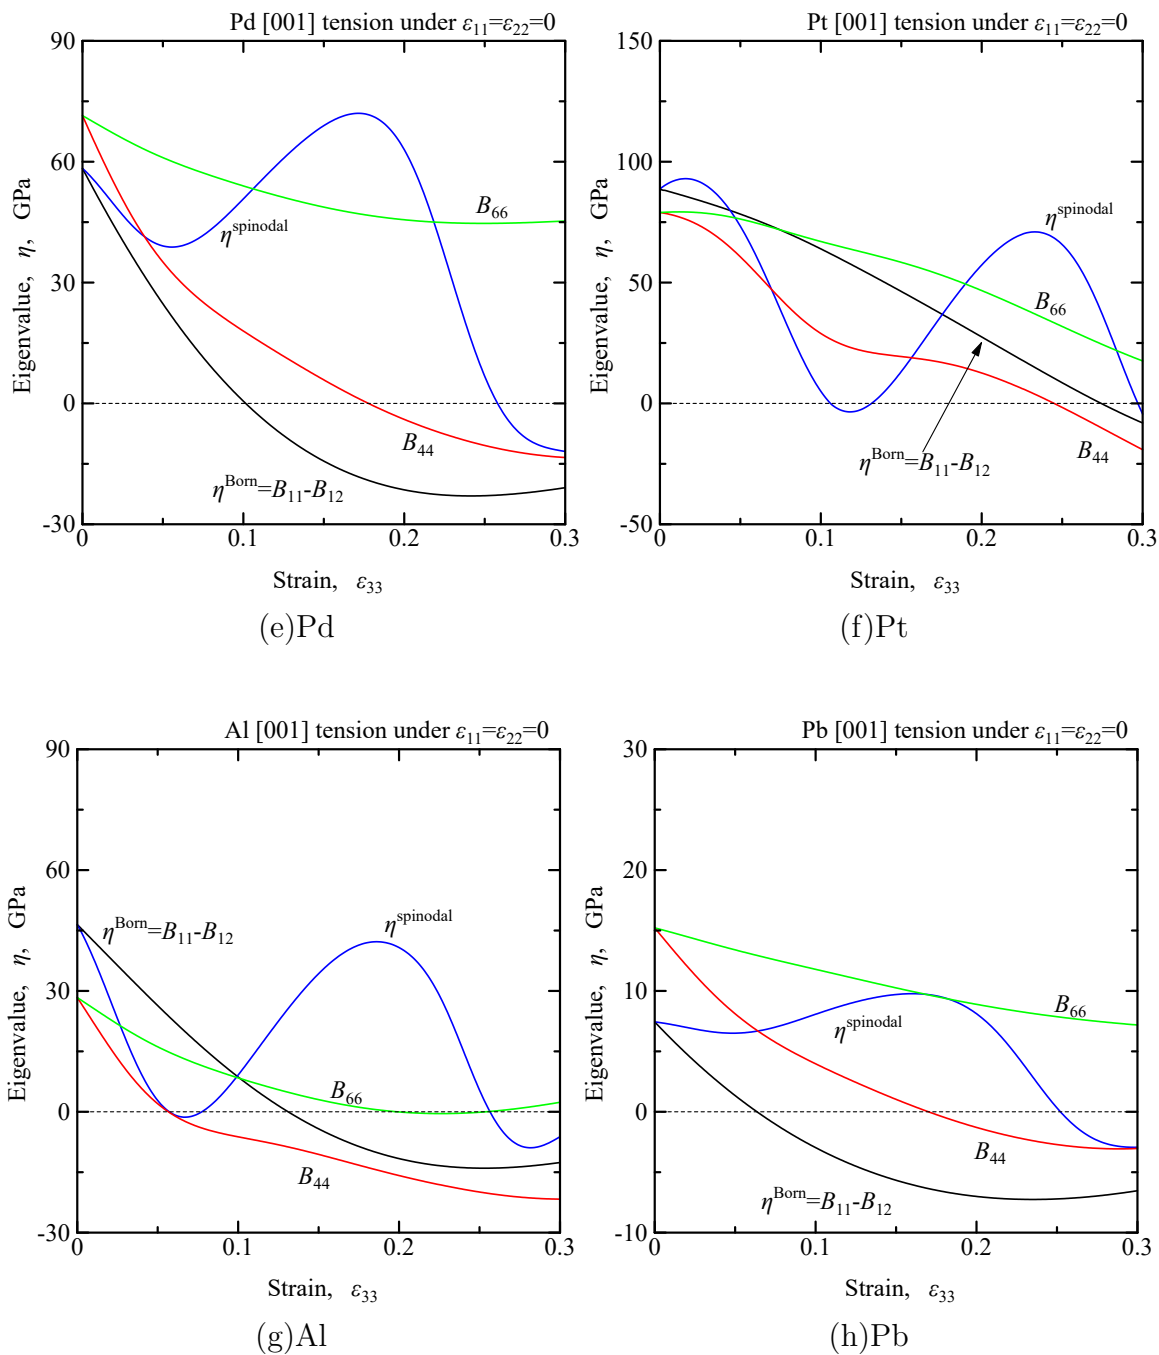 Pd [001] tension under ε₁₁=ε₂₂=0
90
60
30
0
-30
Eigenvalue, η, GPa
B₆₆
ηˢᵖⁱⁿᵒᵈᵃˡ
B₄₄
ηᴮᵒʳⁿ=B₁₁-B₁₂
0 0.1 0.2 0.3
Strain, ε₃₃
(e)Pd
Pt [001] tension under ε₁₁=ε₂₂=0
150
100
50
0
-50
Eigenvalue, η, GPa
ηˢᵖⁱⁿᵒᵈᵃˡ
B₆₆
B₄₄
ηᴮᵒʳⁿ=B₁₁-B₁₂
0 0.1 0.2 0.3
Strain, ε₃₃
(f)Pt
Al [001] tension under ε₁₁=ε₂₂=0
90
60
30
0
-30
Eigenvalue, η, GPa
ηᴮᵒʳⁿ=B₁₁-B₁₂
ηˢᵖⁱⁿᵒᵈᵃˡ
B₆₆
B₄₄
0 0.1 0.2 0.3
Strain, ε₃₃
(g)Al
Pb [001] tension under ε₁₁=ε₂₂=0
30
20
10
0
-10
Eigenvalue, η, GPa
B₆₆
ηˢᵖⁱⁿᵒᵈᵃˡ
B₄₄
ηᴮᵒʳⁿ=B₁₁-B₁₂
0 0.1 0.2 0.3
Strain, ε₃₃
(h)Pb